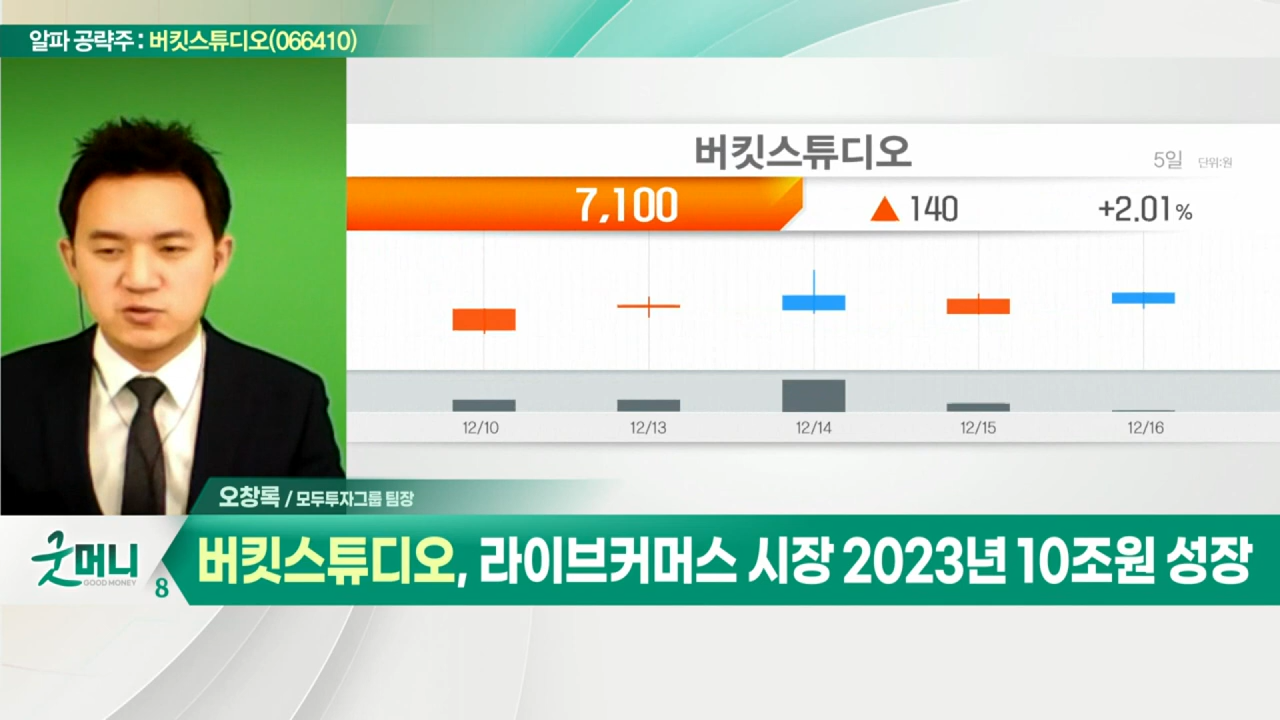 알파 공략주 : 버킷스튜디오(066410)
버킷스튜디오
5일 단위:원
7,100 ▲ 140 +2.01%
12/10 12/13 12/14 12/15 12/16
오창록 / 모두투자그룹 팀장
굿머니
GOOD MONEY
8
버킷스튜디오, 라이브커머스 시장 2023년 10조원 성장